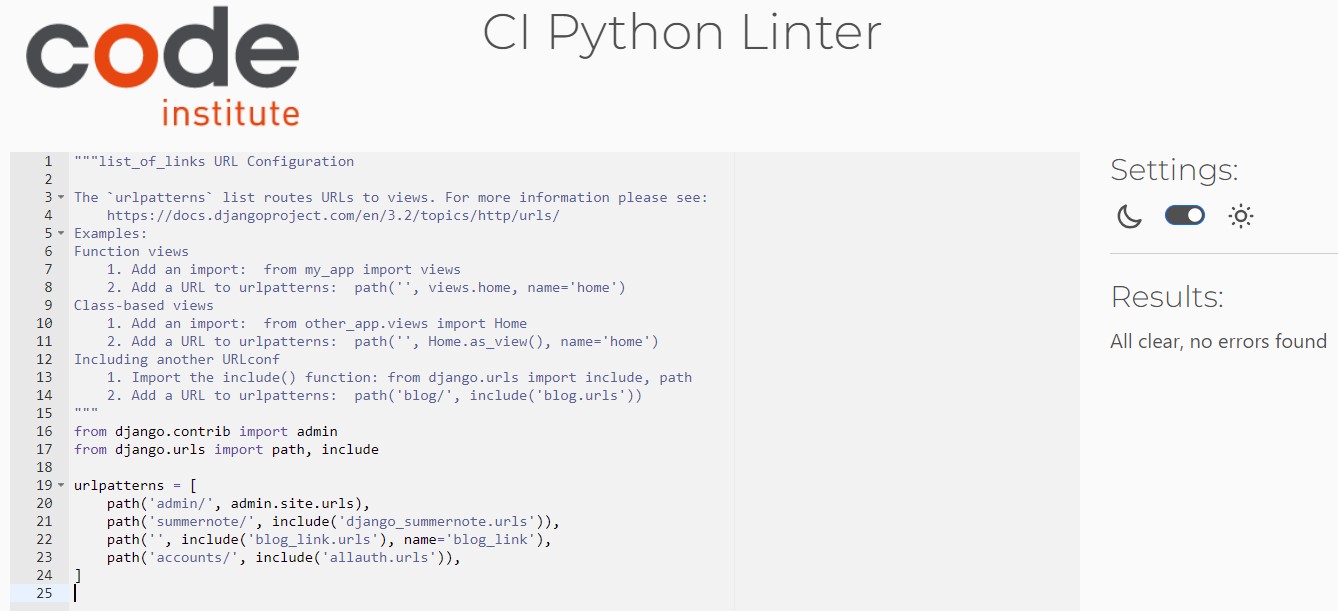 code
institute
CI Python Linter
1 """list_of_links URL Configuration
2
3 The `urlpatterns` list routes URLs to views. For more information please see:
4     https://docs.djangoproject.com/en/3.2/topics/http/urls/
5 Examples:
6 Function views
7     1. Add an import:  from my_app import views
8     2. Add a URL to urlpatterns:  path('', views.home, name='home')
9 Class-based views
10     1. Add an import:  from other_app.views import Home
11     2. Add a URL to urlpatterns:  path('', Home.as_view(), name='home')
12 Including another URLconf
13     1. Import the include() function: from django.urls import include, path
14     2. Add a URL to urlpatterns:  path('blog/', include('blog.urls'))
15 """
16 from django.contrib import admin
17 from django.urls import path, include
18
19 urlpatterns = [
20     path('admin/', admin.site.urls),
21     path('summernote/', include('django_summernote.urls')),
22     path('', include('blog_link.urls'), name='blog_link'),
23     path('accounts/', include('allauth.urls')),
24 ]
25
Settings:
Results:
All clear, no errors found